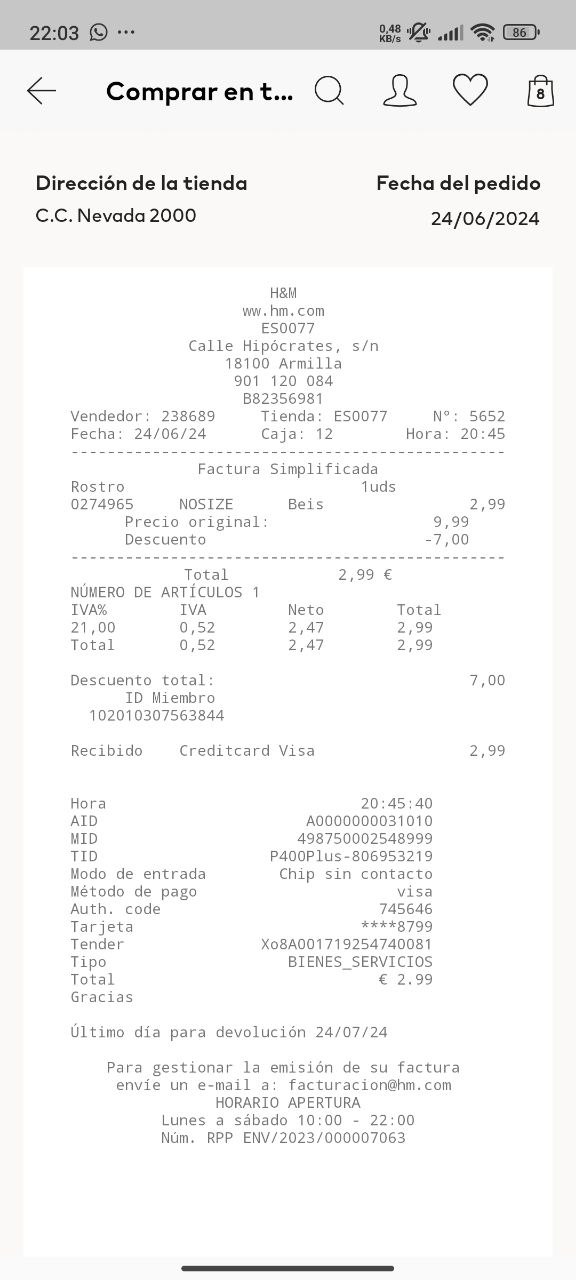 22:03 ... 0,48 KB/s 86
Comprar en t... 8
Dirección de la tienda Fecha del pedido
C.C. Nevada 2000 24/06/2024
H&M
ww.hm.com
ES0077
Calle Hipócrates, s/n
18100 Armilla
901 120 084
B82356981
Vendedor: 238689 Tienda: ES0077 Nº: 5652
Fecha: 24/06/24 Caja: 12 Hora: 20:45
------------------------------------------------
Factura Simplificada
Rostro 1uds
0274965 NOSIZE Beis 2,99
Precio original: 9,99
Descuento -7,00
------------------------------------------------
Total 2,99 €
NÚMERO DE ARTÍCULOS 1
IVA% IVA Neto Total
21,00 0,52 2,47 2,99
Total 0,52 2,47 2,99
Descuento total: 7,00
ID Miembro
102010307563844
Recibido Creditcard Visa 2,99
Hora 20:45:40
AID A0000000031010
MID 498750002548999
TID P400Plus-806953219
Modo de entrada Chip sin contacto
Método de pago visa
Auth. code 745646
Tarjeta ****8799
Tender Xo8A001719254740081
Tipo BIENES_SERVICIOS
Total € 2.99
Gracias
Último día para devolución 24/07/24
Para gestionar la emisión de su factura
envíe un e-mail a: facturacion@hm.com
HORARIO APERTURA
Lunes a sábado 10:00 - 22:00
Núm. RPP ENV/2023/000007063